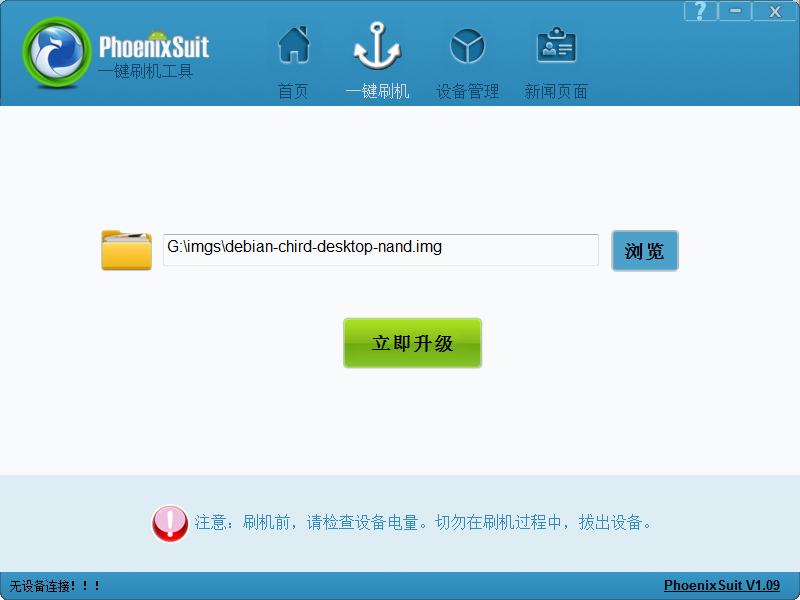 PhoenixSuit
一键刷机工具
首页
一键刷机
设备管理
新闻页面
G:\imgs\debian-chird-desktop-nand.img
浏览
立即升级
注意：刷机前，请检查设备电量。切勿在刷机过程中，拔出设备。
无设备连接！！！
PhoenixSuit V1.09